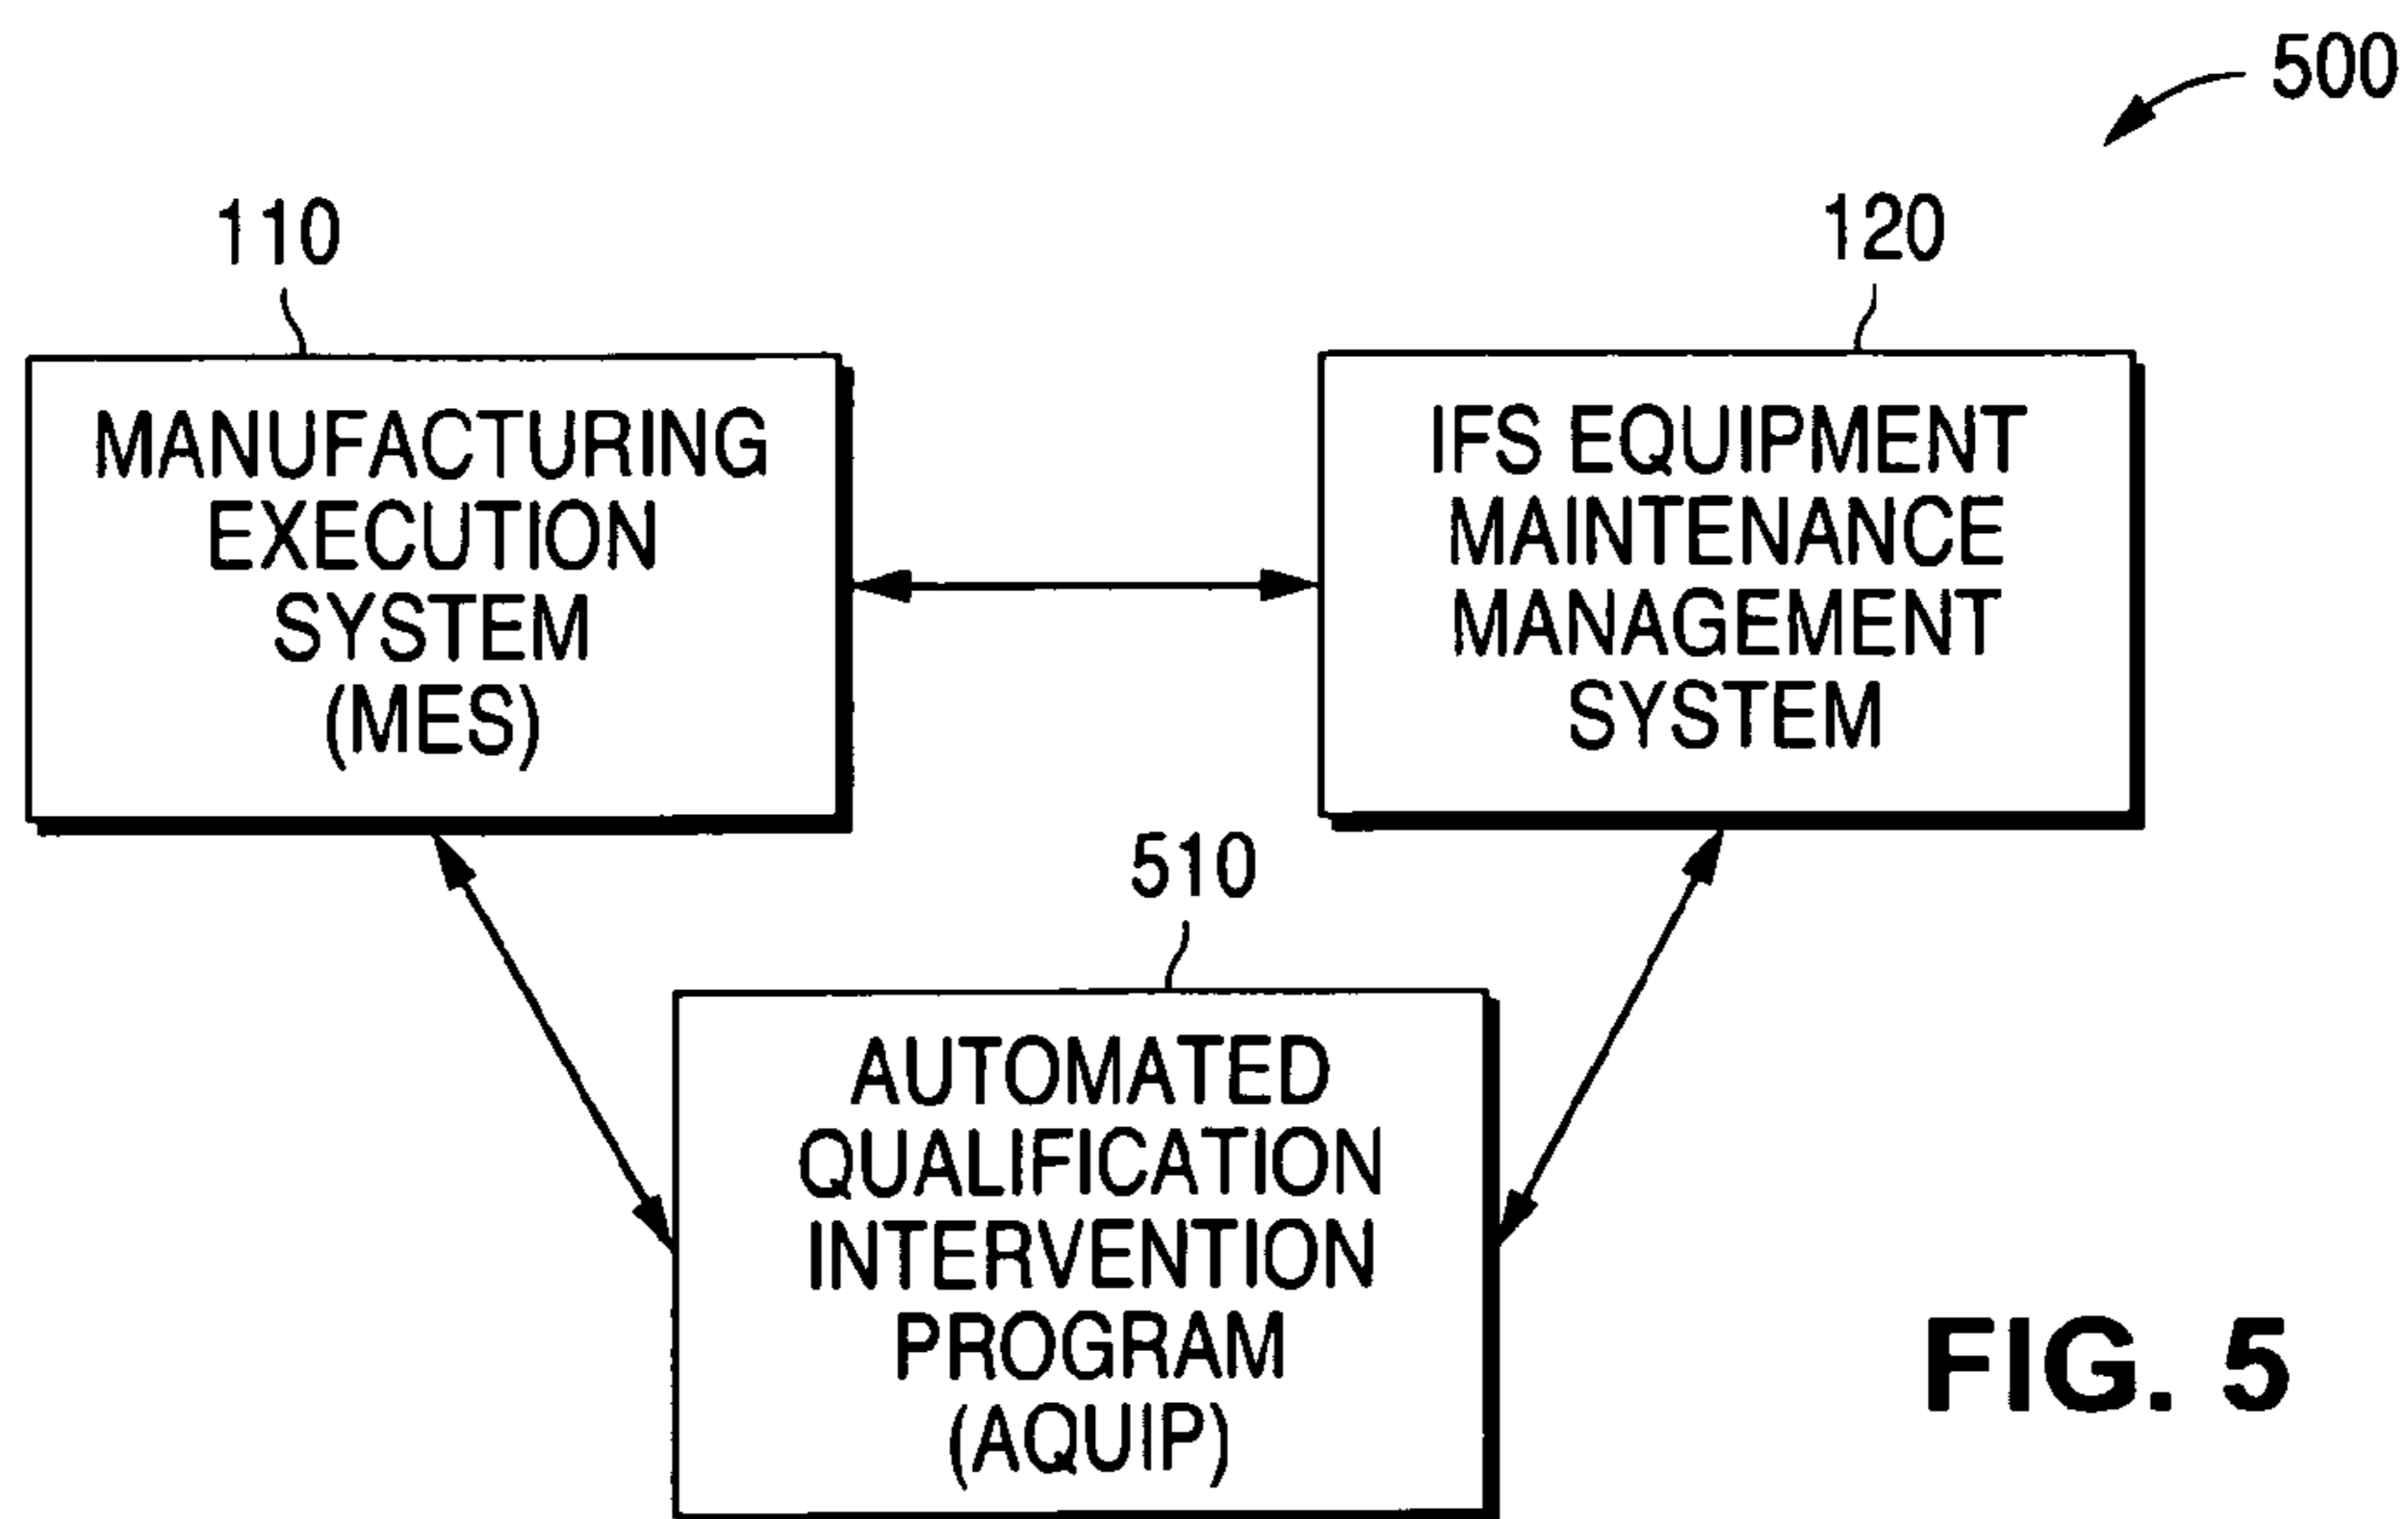 500
110
120
MANUFACTURING
EXECUTION
SYSTEM
(MES)
IFS EQUIPMENT
MAINTENANCE
MANAGEMENT
SYSTEM
510
AUTOMATED
QUALIFICATION
INTERVENTION
PROGRAM
(AQUIP)
FIG. 5